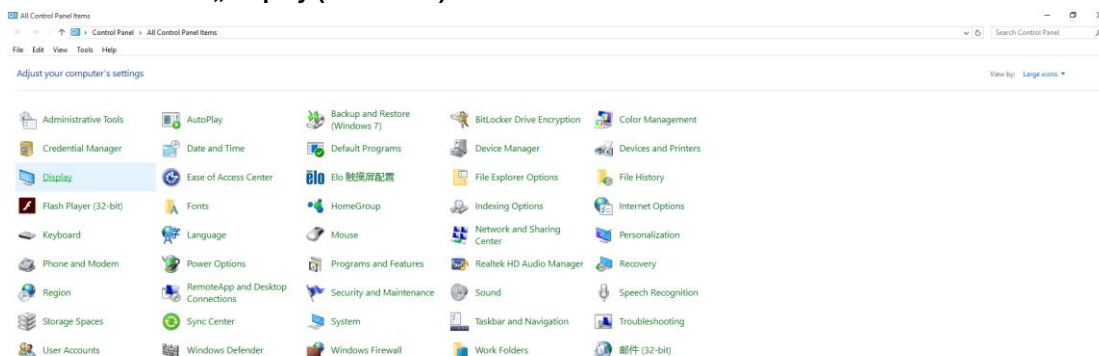 All Control Panel Items
Control Panel › All Control Panel Items
Search Control Panel
File Edit View Tools Help
Adjust your computer's settings
View by: Large icons
Administrative Tools
AutoPlay
Backup and Restore
(Windows 7)
BitLocker Drive Encryption
Color Management
Credential Manager
Date and Time
Default Programs
Device Manager
Devices and Printers
Display
Ease of Access Center
elo Elo 触摸屏配置
File Explorer Options
File History
Flash Player (32-bit)
Fonts
HomeGroup
Indexing Options
Internet Options
Keyboard
Language
Mouse
Network and Sharing
Center
Personalization
Phone and Modem
Power Options
Programs and Features
Realtek HD Audio Manager
Recovery
Region
RemoteApp and Desktop
Connections
Security and Maintenance
Sound
Speech Recognition
Storage Spaces
Sync Center
System
Taskbar and Navigation
Troubleshooting
User Accounts
Windows Defender
Windows Firewall
Work Folders
邮件 (32-bit)